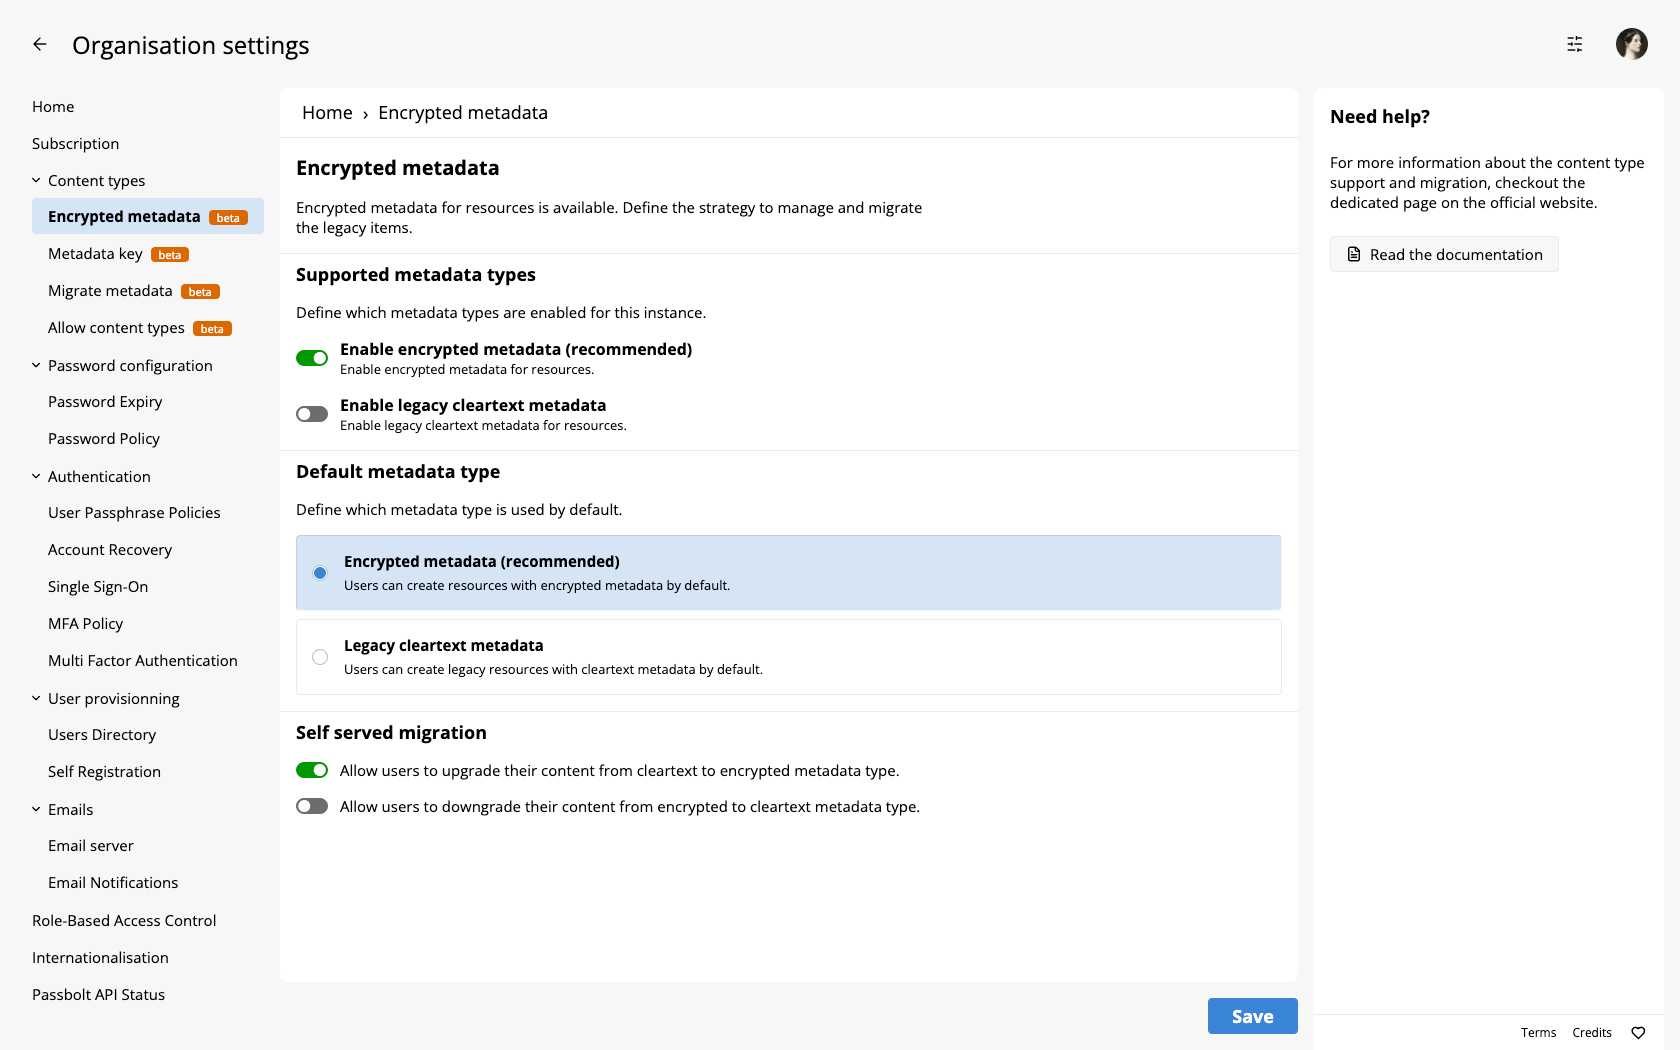 Organisation settings
Home
Subscription
Content types
Encrypted metadata beta
Metadata key beta
Migrate metadata beta
Allow content types beta
Password configuration
Password Expiry
Password Policy
Authentication
User Passphrase Policies
Account Recovery
Single Sign-On
MFA Policy
Multi Factor Authentication
User provisionning
Users Directory
Self Registration
Emails
Email server
Email Notifications
Role-Based Access Control
Internationalisation
Passbolt API Status
Home › Encrypted metadata
Encrypted metadata
Encrypted metadata for resources is available. Define the strategy to manage and migrate
the legacy items.
Supported metadata types
Define which metadata types are enabled for this instance.
Enable encrypted metadata (recommended)
Enable encrypted metadata for resources.
Enable legacy cleartext metadata
Enable legacy cleartext metadata for resources.
Default metadata type
Define which metadata type is used by default.
Encrypted metadata (recommended)
Users can create resources with encrypted metadata by default.
Legacy cleartext metadata
Users can create legacy resources with cleartext metadata by default.
Self served migration
Allow users to upgrade their content from cleartext to encrypted metadata type.
Allow users to downgrade their content from encrypted to cleartext metadata type.
Save
Need help?
For more information about the content type
support and migration, checkout the
dedicated page on the official website.
Read the documentation
Terms Credits